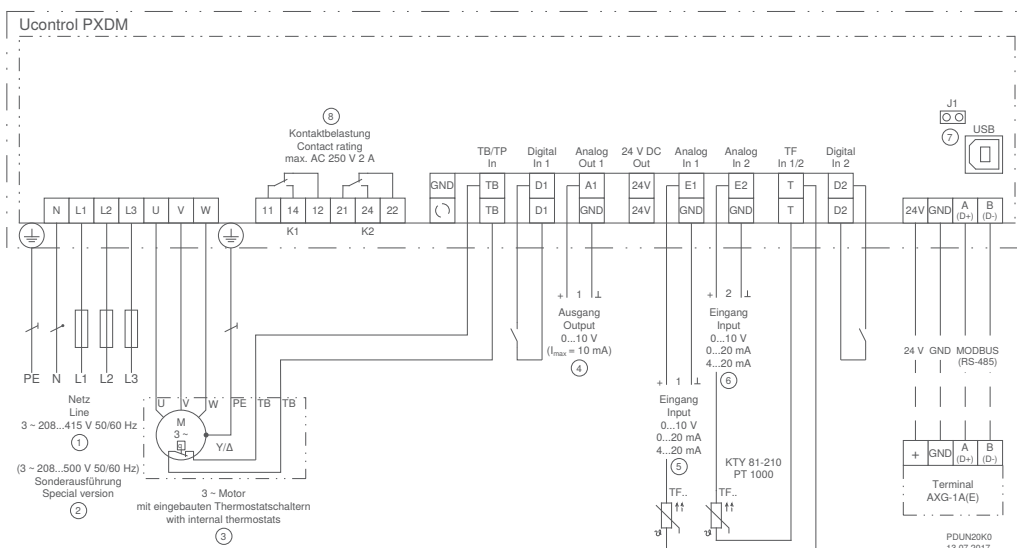 Ucontrol PXDM
J1
7
USB
8
Kontaktbelastung
Contact rating
max. AC 250 V 2 A
TB/TP
In
Digital
In 1
Analog
Out 1
24 V DC
Out
Analog
In 1
Analog
In 2
TF
In 1/2
Digital
In 2
GND TB D1 A1 24V E1 E2 T D2
N L1 L2 L3 U V W
11 14 12 21 24 22
TB D1 GND 24V GND GND T D2
24V GND A (D+) B (D-)
K1 K2
+ 1 ⊥
Ausgang
Output
0...10 V
(Imax = 10 mA)
4
+ 2 ⊥
Eingang
Input
0...10 V
0...20 mA
4...20 mA
6
24 V GND MODBUS
(RS-485)
PE N L1 L2 L3
Netz
Line
3 ~ 208...415 V 50/60 Hz
1
(3 ~ 208...500 V 50/60 Hz)
Sonderausführung
Special version
2
U V W PE TB TB
M
3 ~
Y/Δ
3 ~ Motor
mit eingebauten Thermostatschaltern
with internal thermostats
3
+ 1 ⊥
Eingang
Input
0...10 V
0...20 mA
4...20 mA
5
KTY 81-210
PT 1000
TF.. TF..
ϑ ϑ
+ GND A (D+) B (D-)
Terminal
AXG-1A(E)
PDUN20K0
13.07.2017